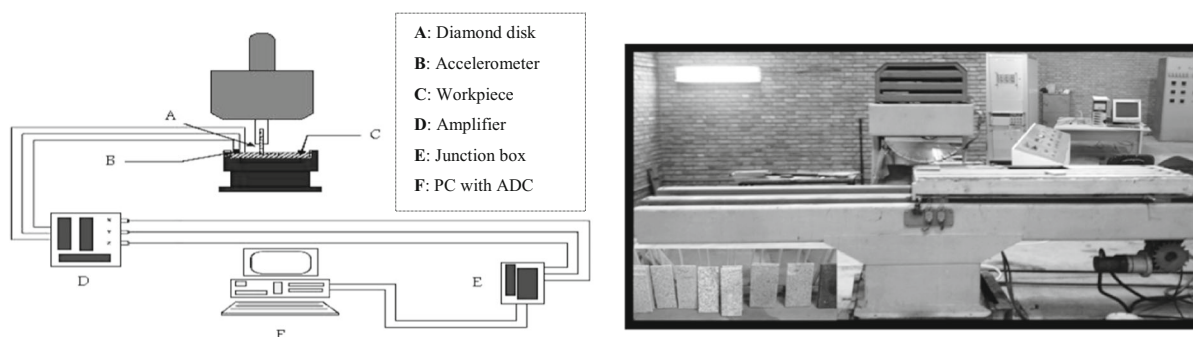 A: Diamond disk
B: Accelerometer
C: Workpiece
D: Amplifier
E: Junction box
F: PC with ADC
A
C
B
D
E
F